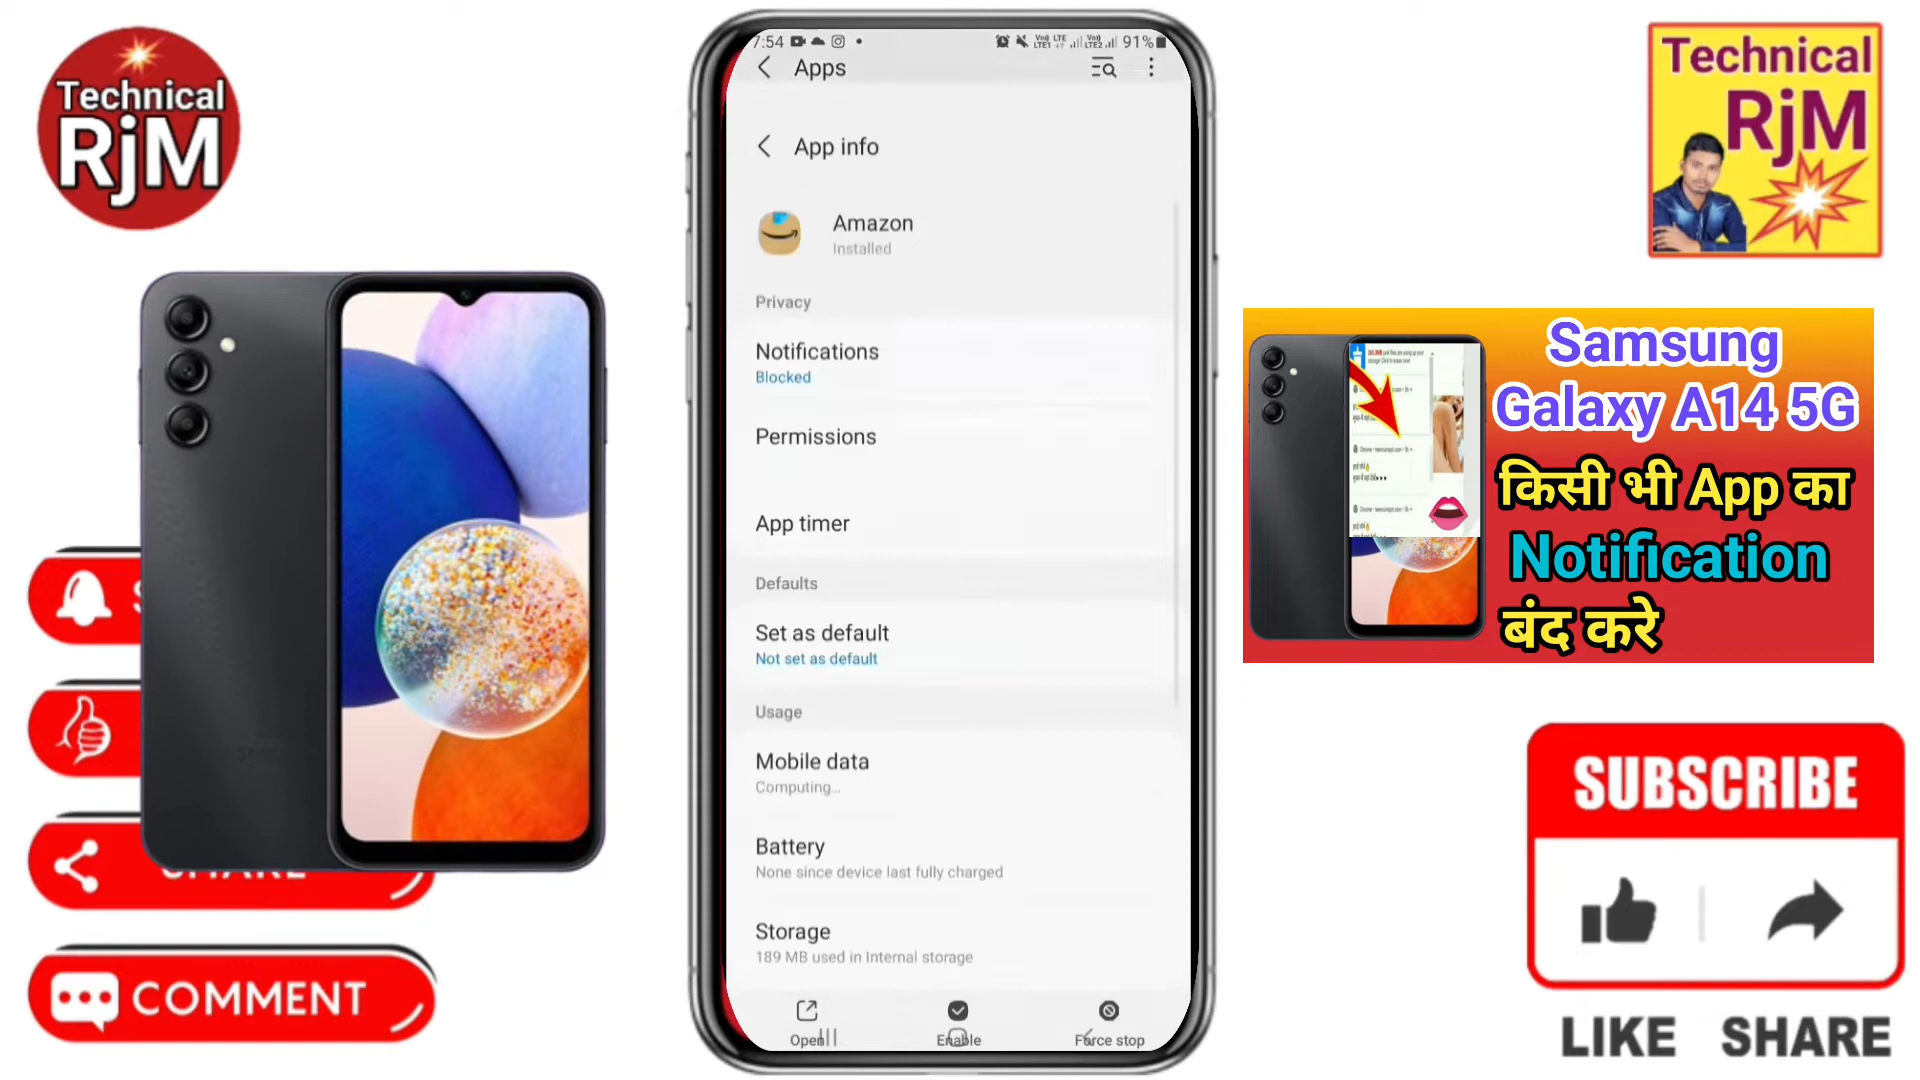 Technical
RjM
SHARE
COMMENT
7:54
91%
Apps
App info
Amazon
Installed
Privacy
Notifications
Blocked
Permissions
App timer
Defaults
Set as default
Not set as default
Usage
Mobile data
Computing...
Battery
None since device last fully charged
Storage
189 MB used in Internal storage
Open
Enable
Force stop
Technical
RjM
Samsung
Galaxy A14 5G
किसी भी App का
Notification
बंद करे
SUBSCRIBE
LIKE SHARE